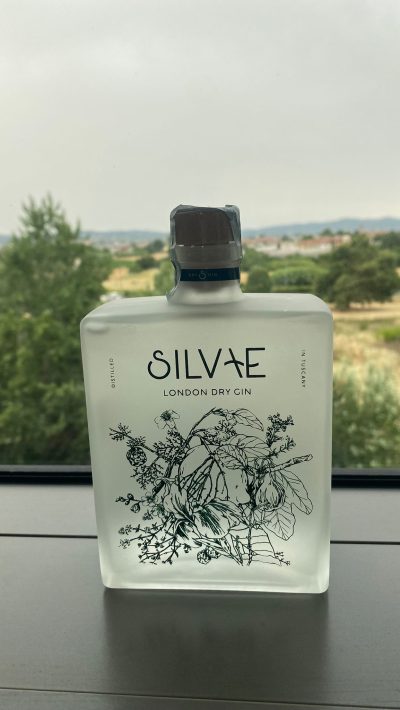 SILVAE
LONDON DRY GIN
DISTILLED
IN TUSCANY